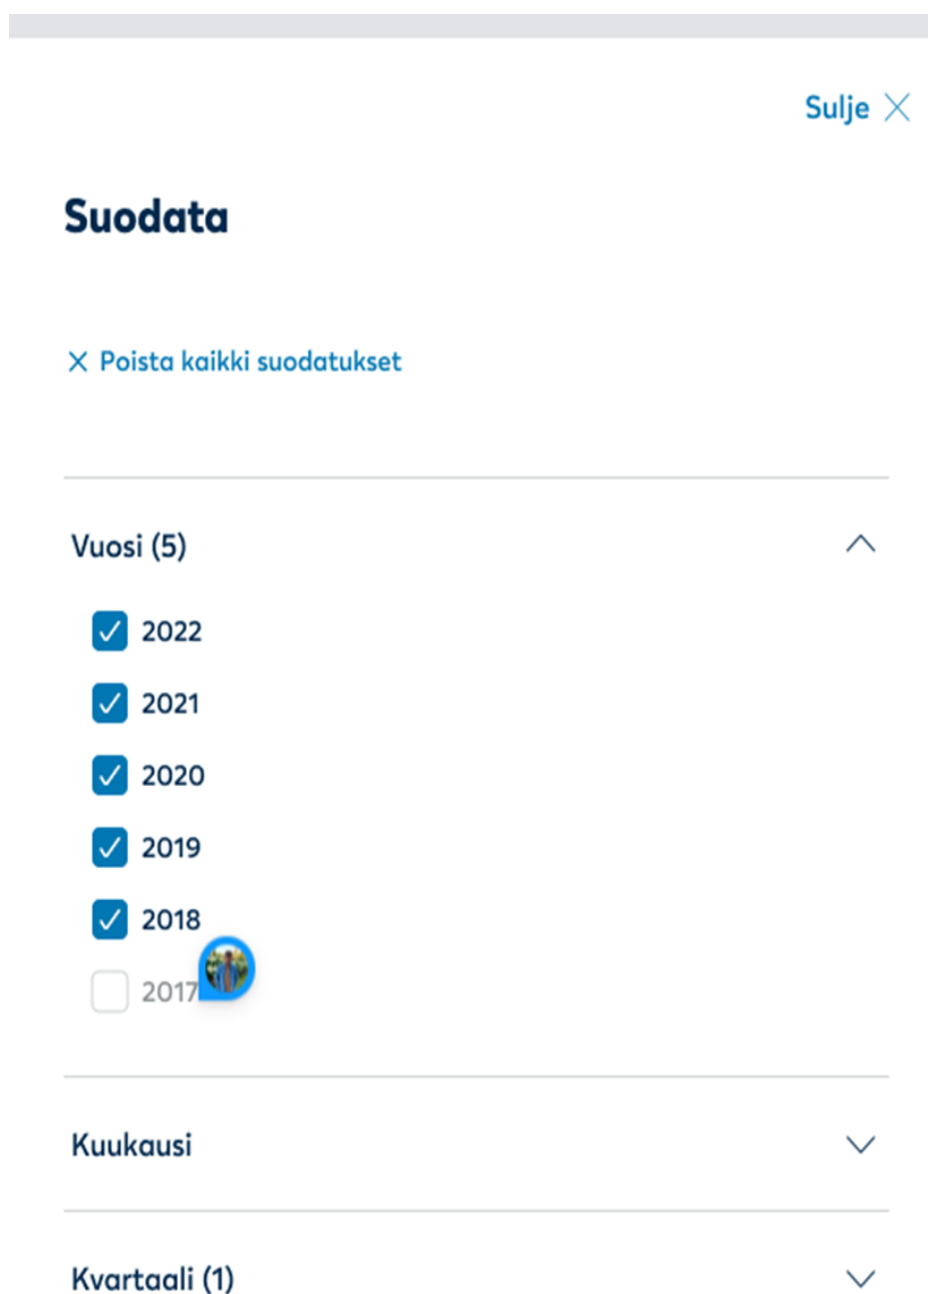 Sulje
Suodata
Poista kaikki suodatukset
Vuosi (5)
2022
2021
2020
2019
2018
2017
Kuukausi
Kvartaali (1)